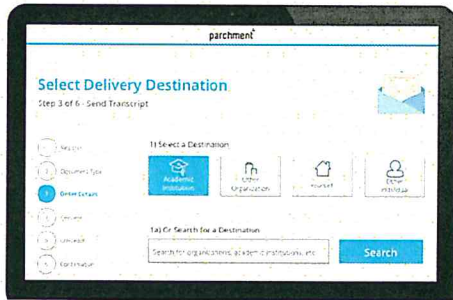 parchment
Select Delivery Destination
Step 3 of 6 - Send Transcript
1) Select a Destination
Academic
Institution
Other
Organization
Yourself
Other
Individual
Document Type
Order Details
Confirmation
1a) Or Search for a Destination
Search for organizations, academic institutions, etc
Search